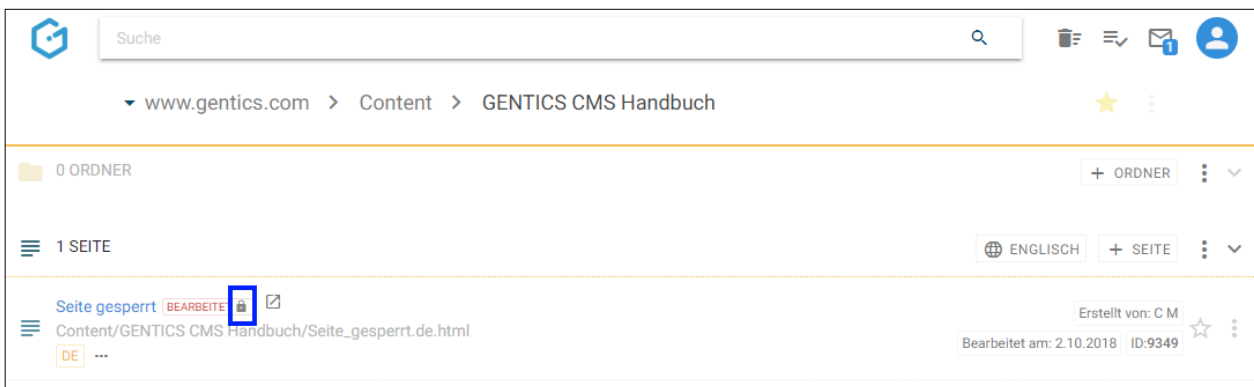 Suche
1
www.gentics.com > Content > GENTICS CMS Handbuch
0 ORDNER
+ ORDNER
1 SEITE
ENGLISCH
+ SEITE
Seite gesperrt BEARBEITET
Content/GENTICS CMS Handbuch/Seite_gesperrt.de.html
DE
Erstellt von: C M
Bearbeitet am: 2.10.2018 ID:9349